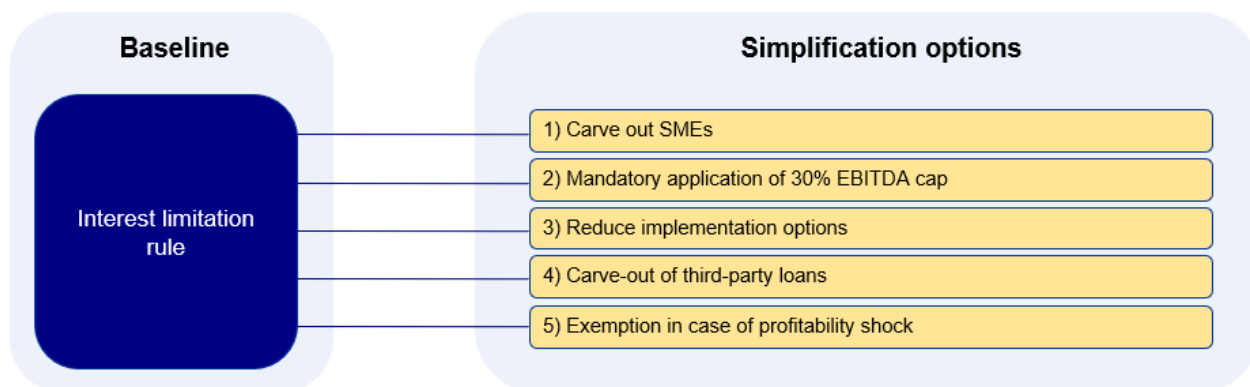 Baseline
Simplification options
Interest limitation
rule
1) Carve out SMEs
2) Mandatory application of 30% EBITDA cap
3) Reduce implementation options
4) Carve-out of third-party loans
5) Exemption in case of profitability shock